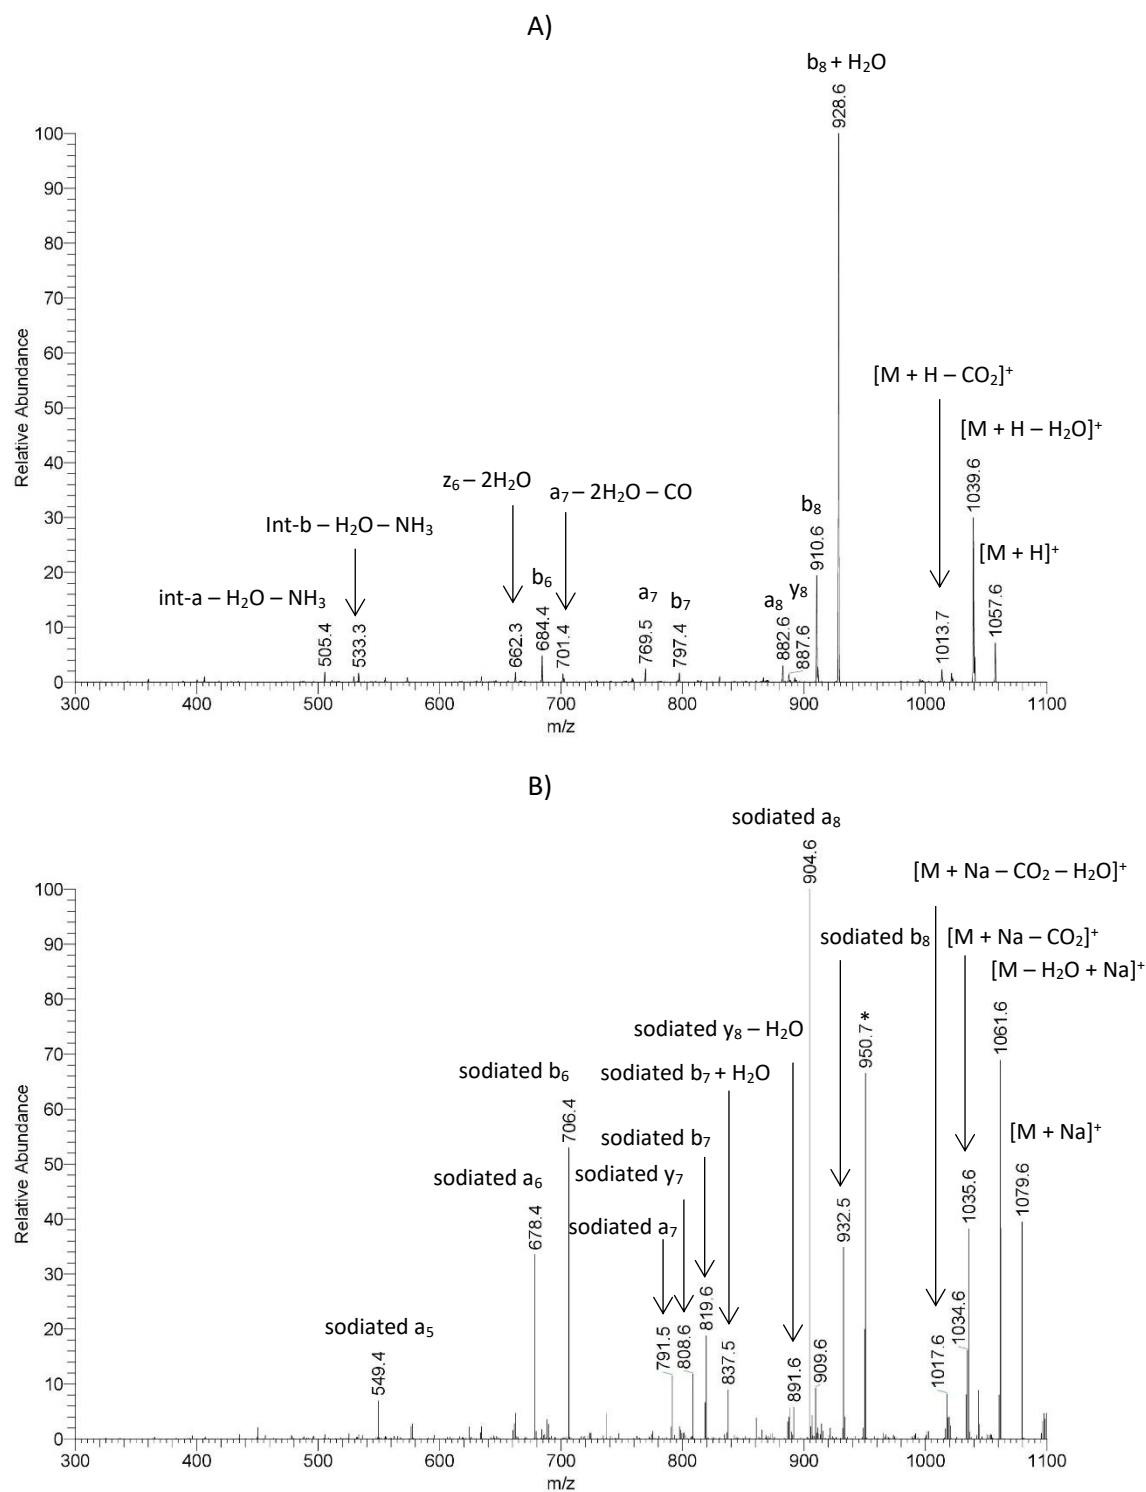 A)
b₈ + H₂O
928.6
[M + H – CO₂]⁺
[M + H – H₂O]⁺
1039.6
z₆ – 2H₂O
a₇ – 2H₂O – CO
b₈
910.6
[M + H]⁺
Int-b – H₂O – NH₃
b₆
y₈
a₇
b₇
a₈
int-a – H₂O – NH₃
505.4
533.3
662.3
684.4
701.4
769.5
797.4
882.6
887.6
1013.7
1057.6
Relative Abundance
100
90
80
70
60
50
40
30
20
10
0
300 400 500 600 700 800 900 1000 1100
m/z
B)
sodiated a₈
904.6
[M + Na – CO₂ – H₂O]⁺
sodiated b₈
[M + Na – CO₂]⁺
[M – H₂O + Na]⁺
1061.6
950.7 *
sodiated y₈ – H₂O
sodiated b₆
sodiated b₇ + H₂O
706.4
sodiated b₇
[M + Na]⁺
sodiated a₆
sodiated y₇
678.4
sodiated a₇
932.5
1035.6
1079.6
sodiated a₅
549.4
791.5
808.6
819.6
837.5
891.6
909.6
1017.6
1034.6
Relative Abundance
100
90
80
70
60
50
40
30
20
10
0
300 400 500 600 700 800 900 1000 1100
m/z